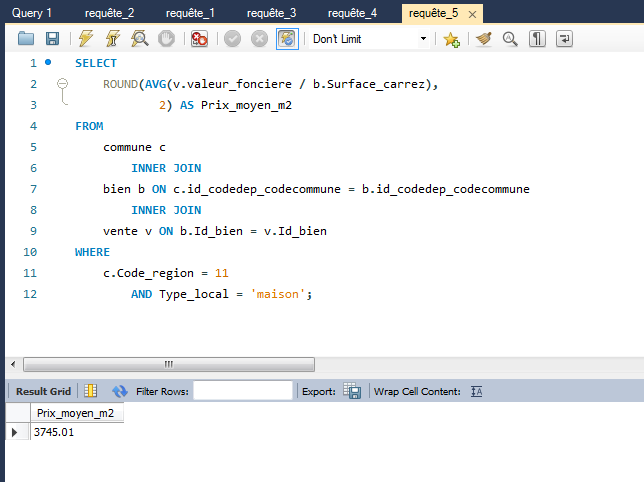 Query 1 requête_2 requête_1 requête_3 requête_4 requête_5
Don't Limit
1 SELECT
2 ROUND(AVG(v.valeur_fonciere / b.Surface_carrez),
3 2) AS Prix_moyen_m2
4 FROM
5 commune c
6 INNER JOIN
7 bien b ON c.id_codedep_codecommune = b.id_codedep_codecommune
8 INNER JOIN
9 vente v ON b.Id_bien = v.Id_bien
10 WHERE
11 c.Code_region = 11
12 AND Type_local = 'maison';
Result Grid Filter Rows: Export: Wrap Cell Content:
Prix_moyen_m2
3745.01